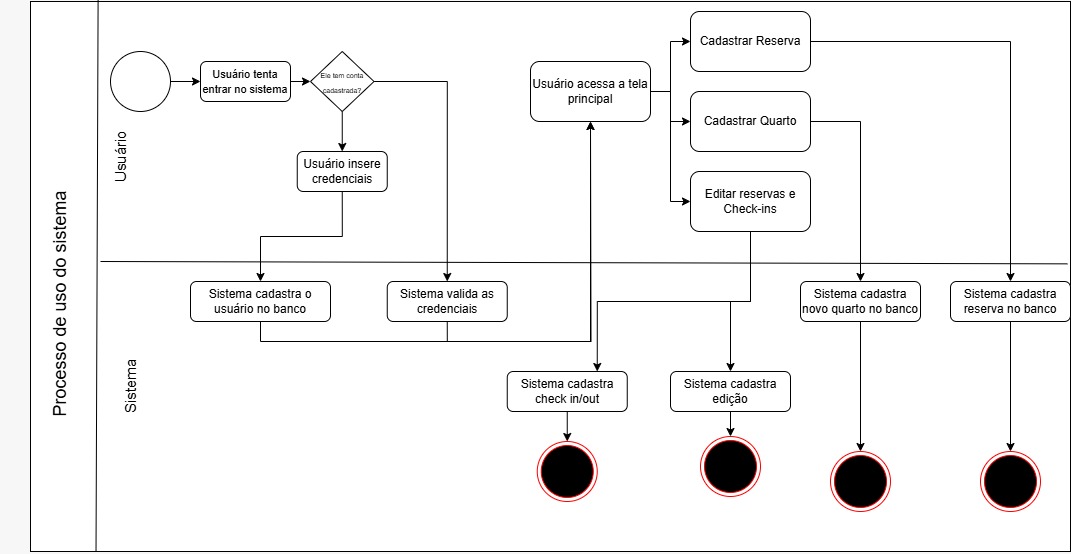 Processo de uso do sistema
Usuário
Usuário tenta
entrar no sistema
Ele tem conta
cadastrada?
Usuário insere
credenciais
Usuário acessa a tela
principal
Cadastrar Reserva
Cadastrar Quarto
Editar reservas e
Check-ins
Sistema
Sistema cadastra o
usuário no banco
Sistema valida as
credenciais
Sistema cadastra
novo quarto no banco
Sistema cadastra
reserva no banco
Sistema cadastra
check in/out
Sistema cadastra
edição